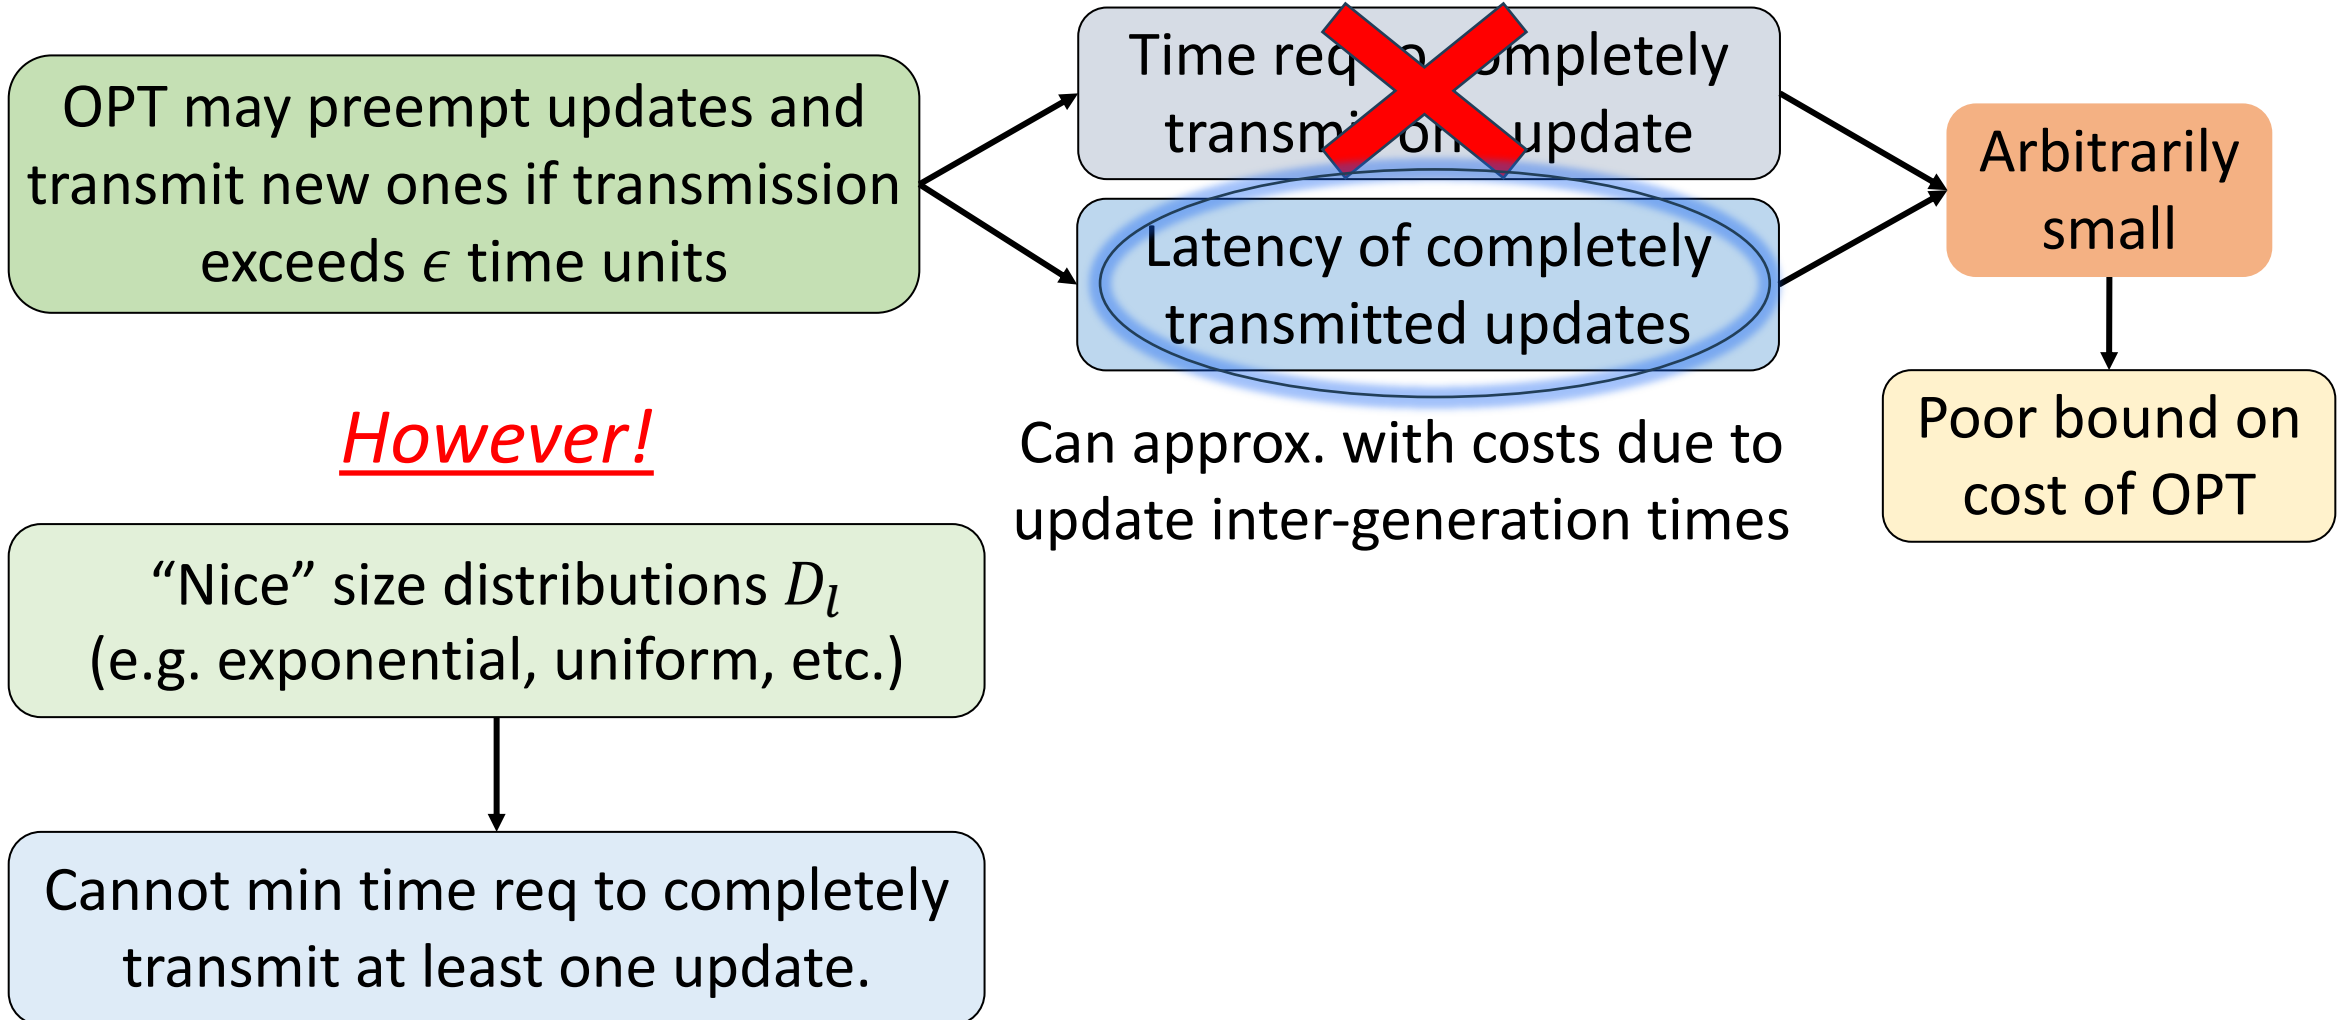 OPT may preempt updates and
transmit new ones if transmission
exceeds ϵ time units
Time req completely
update
Latency of completely
transmitted updates
Arbitrarily
small
Poor bound on
cost of OPT
Can approx. with costs due to
update inter-generation times
However!
“Nice” size distributions D_l
(e.g. exponential, uniform, etc.)
Cannot min time req to completely
transmit at least one update.